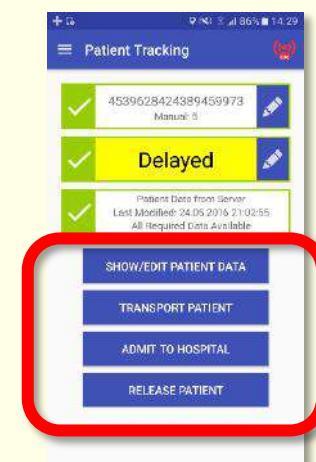 86% 14:29
Patient Tracking
4539628424389459973
Manual: 5
Delayed
Patient Data from Server
Last Modified: 24.05.2016 21:02:55
All Required Data Available
SHOW/EDIT PATIENT DATA
TRANSPORT PATIENT
ADMIT TO HOSPITAL
RELEASE PATIENT